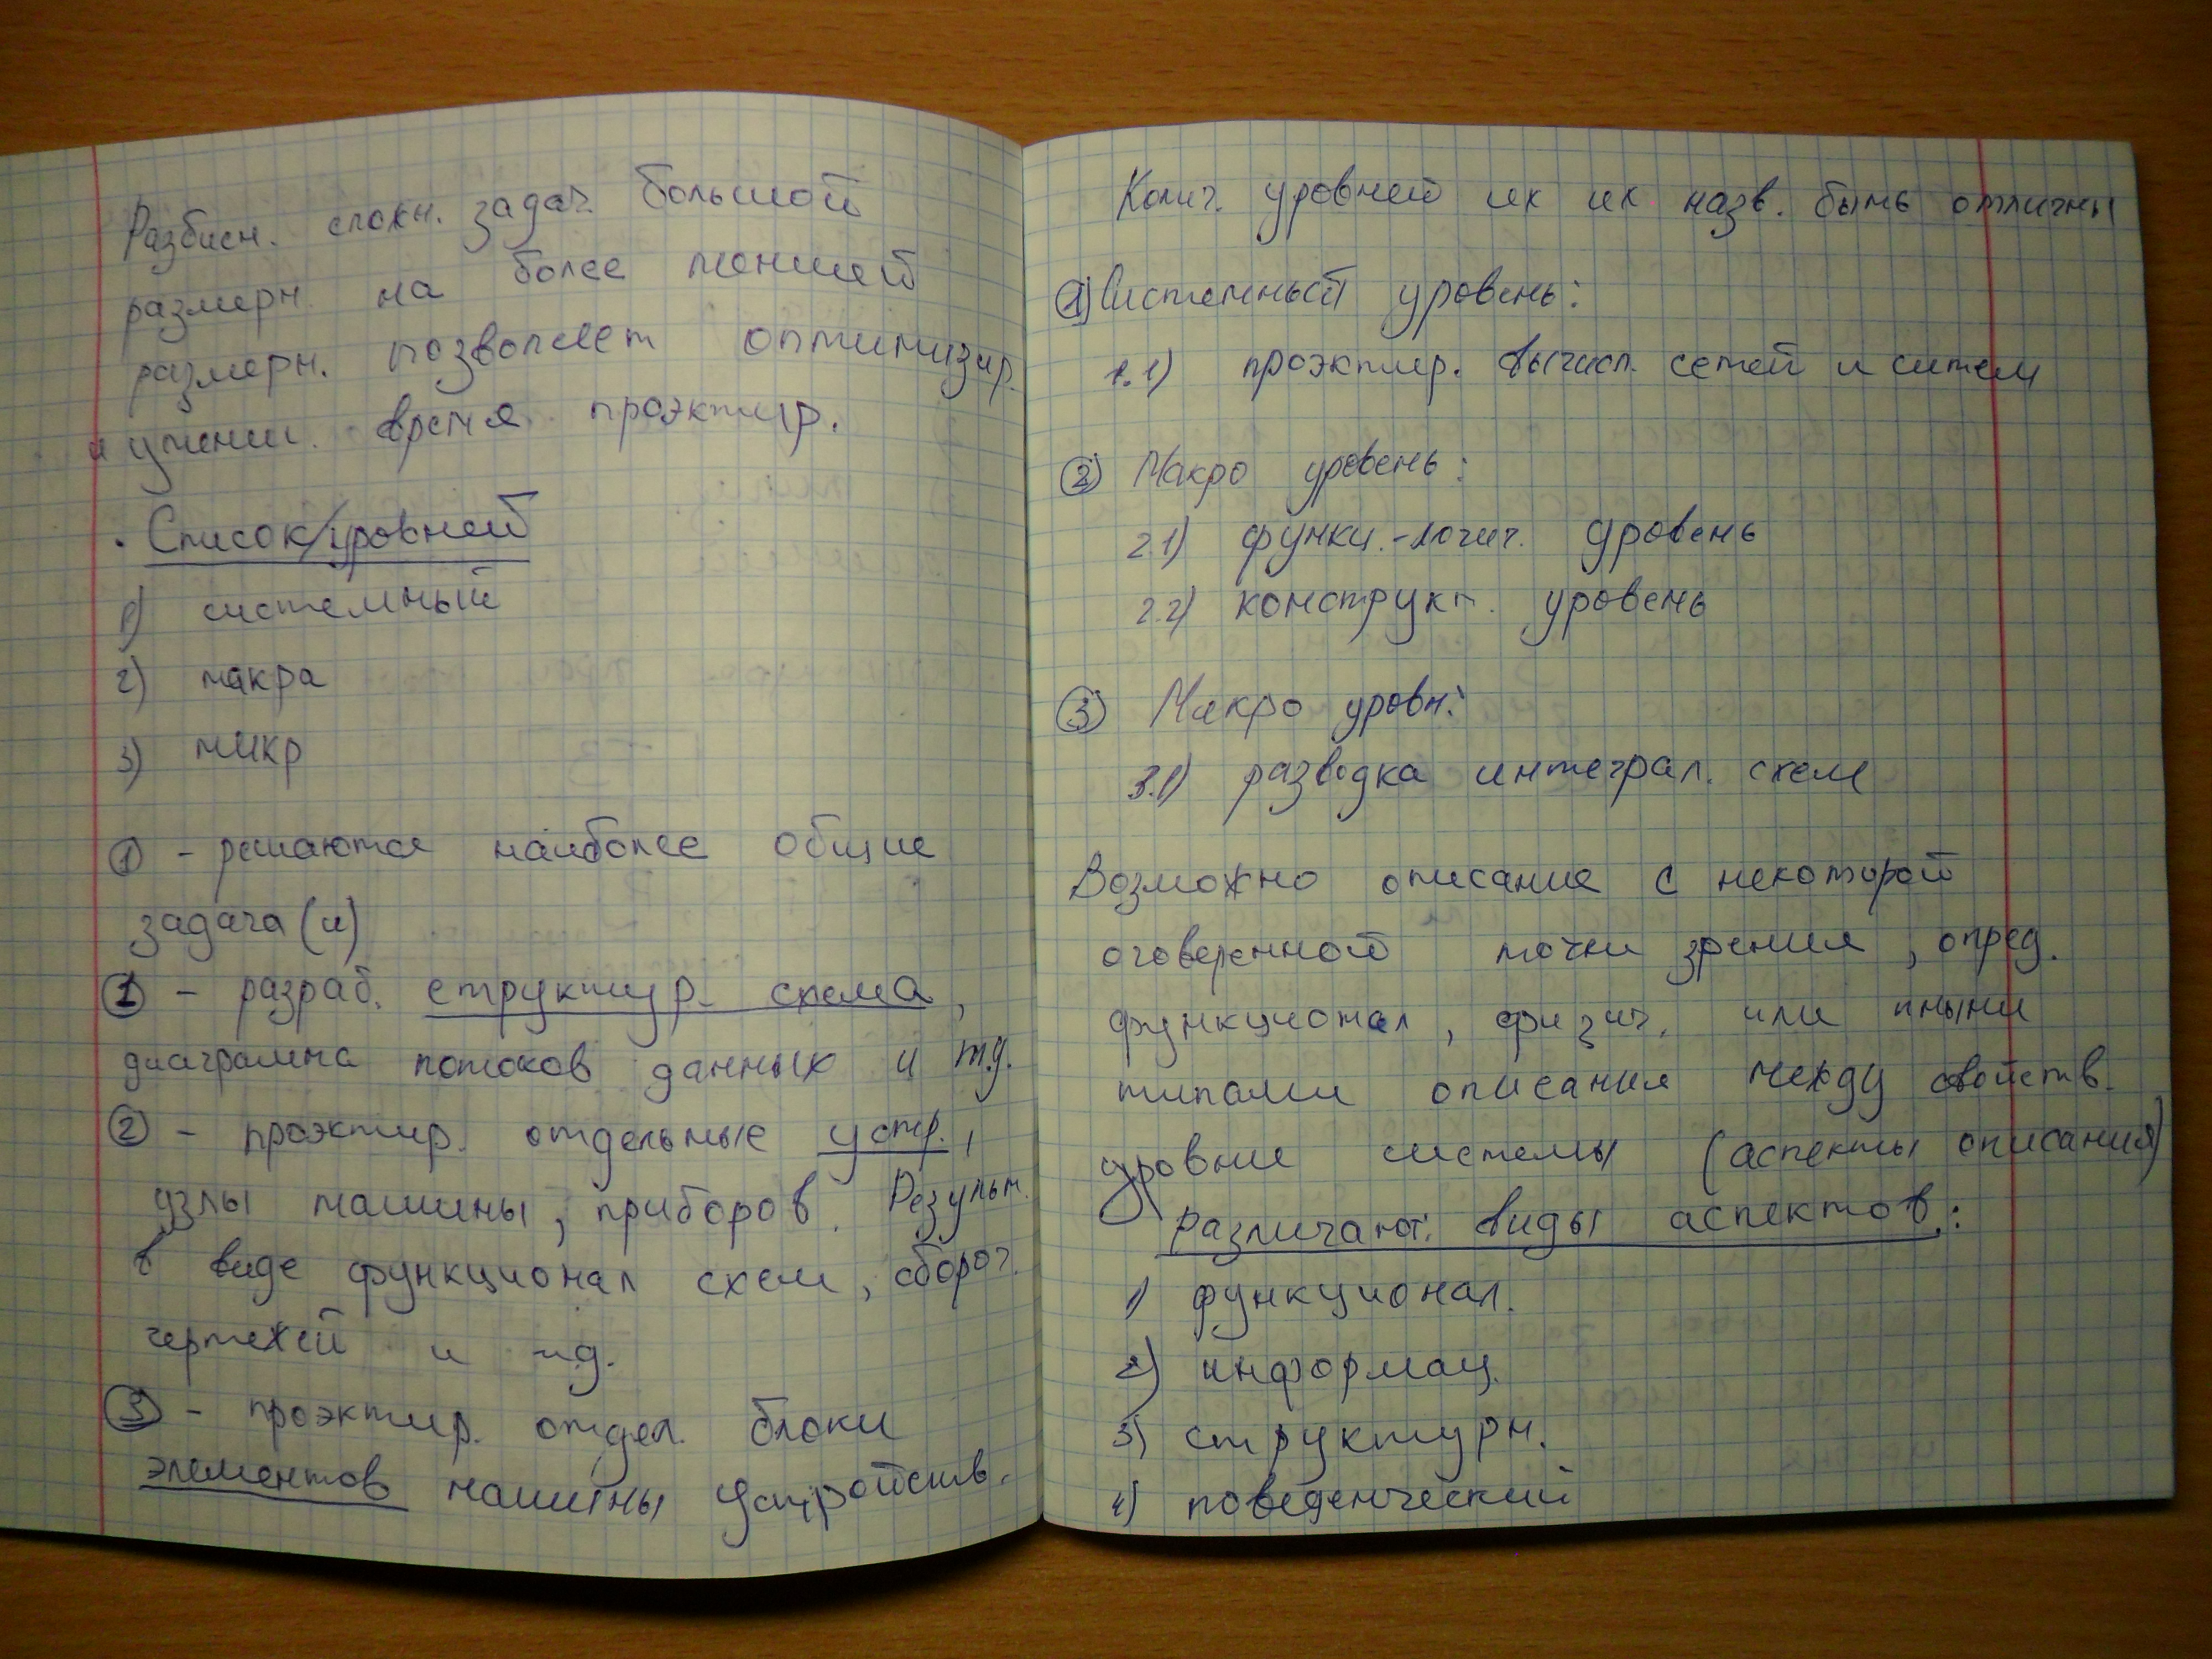 Разбиен. сложн. задач большой
размерн. на более меншей
размерн. позволяет оптимизир.
и уменш. время проэктир.
. Список/уровней
1) системный
2) макра
3) микр
① - решаются наиболее общие
задача (и)
① - разраб. структур. схема,
диаграмма потоков данных и т.д.
② - проэктир. отдельные устр.,
узлы машины, приборов. Результ.
в виде функционал схем, сбороч.
чертежей и тд.
③ - проэктир. отдел. блоки
элементов машины устройств.
Колич. уровней их их назв. быть отличны
1) Системный уровень:
1.1) проэктир. вычисл. сетей и ситем
② Макро уровень:
2.1) функц.-логич. уровень
2.2) конструкт. уровень
③ Микро уровн:
3.1) разводка интеграл. схем
Возможно описание с некоторой
оговеренной точки зрения, опред.
функционал, физич. или иными
типами описания между свойств.
уровни системы (аспекты описания)
Различают. виды аспектов:
1) функционал.
2) информац.
3) структурн.
4) поведенческий